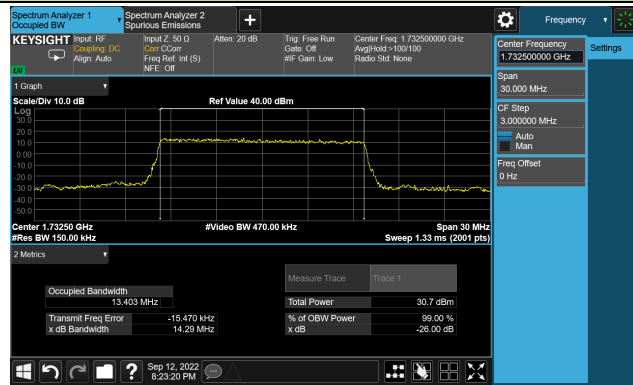 Spectrum Analyzer 1
Occupied BW
Spectrum Analyzer 2
Spurious Emissions
+
Frequency
KEYSIGHT
Input: RF
Coupling: DC
Align: Auto
Input Z: 50 Ω
Corr CCorr
Freq Ref: Int (S)
NFE: Off
Atten: 20 dB
Trig: Free Run
Gate: Off
#IF Gain: Low
Center Freq: 1.732500000 GHz
Avg|Hold:>100/100
Radio Std: None
LXI
Center Frequency
1.732500000 GHz
Settings
Span
30.000 MHz
CF Step
3.000000 MHz
Auto
Man
Freq Offset
0 Hz
1 Graph
Scale/Div 10.0 dB
Ref Value 40.00 dBm
Log
30.0
20.0
10.0
0.00
-10.0
-20.0
-30.0
-40.0
-50.0
Center 1.73250 GHz
#Video BW 470.00 kHz
Span 30 MHz
#Res BW 150.00 kHz
Sweep 1.33 ms (2001 pts)
2 Metrics
Measure Trace
Trace 1
Occupied Bandwidth
13.403 MHz
Total Power
30.7 dBm
Transmit Freq Error
-15.470 kHz
% of OBW Power
99.00 %
x dB Bandwidth
14.29 MHz
x dB
-26.00 dB
?
Sep 12, 2022
8:23:20 PM